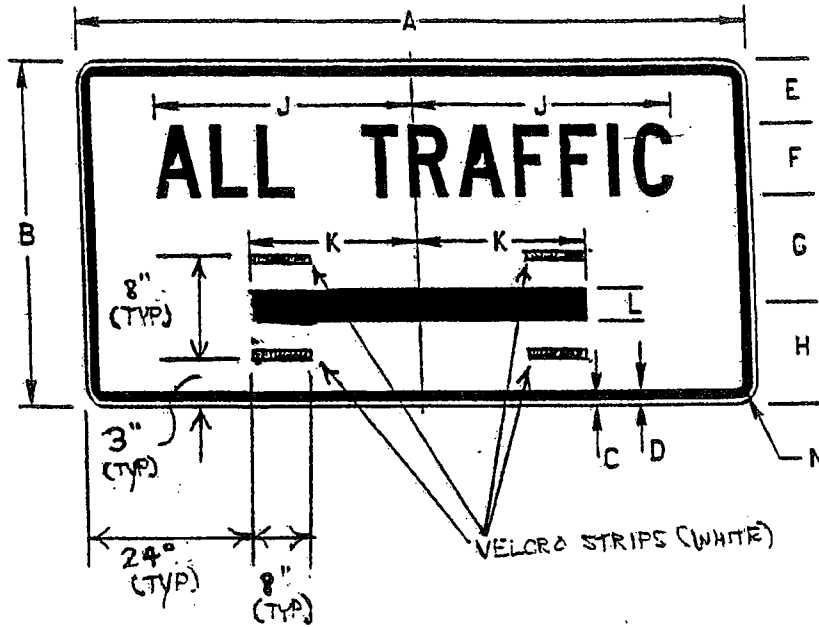 A
E
J J
ALL TRAFFIC
F
B
K K
G
8"
(TYP)
L
H
3"
(TYP)
C D
N
24"
(TYP)
8"
(TYP)
VELCRO STRIPS (WHITE)